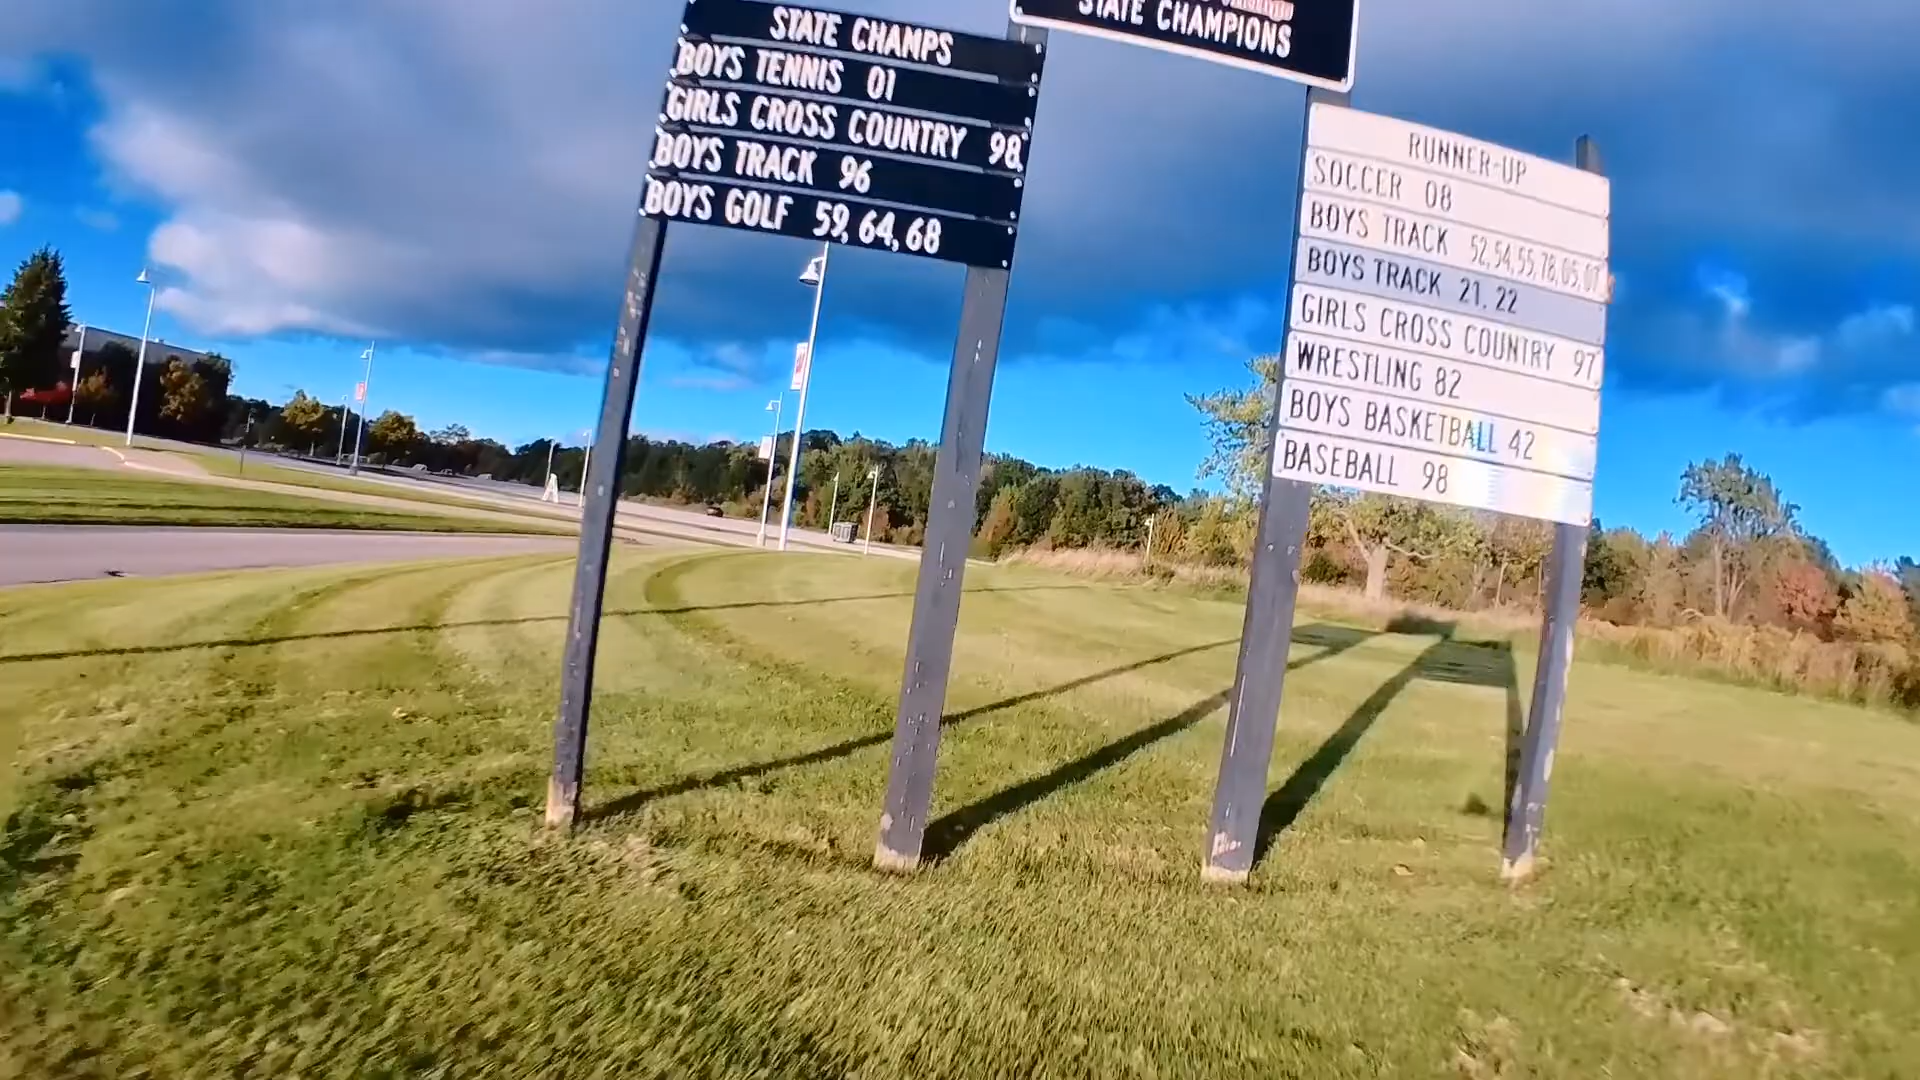 STATE CHAMPIONS
STATE CHAMPS
BOYS TENNIS 01
GIRLS CROSS COUNTRY 98
BOYS TRACK 96
BOYS GOLF 59, 64, 68
RUNNER-UP
SOCCER 08
BOYS TRACK 52, 54, 55, 78, 05, 07
BOYS TRACK 21, 22
GIRLS CROSS COUNTRY 97
WRESTLING 82
BOYS BASKETBALL 42
BASEBALL 98